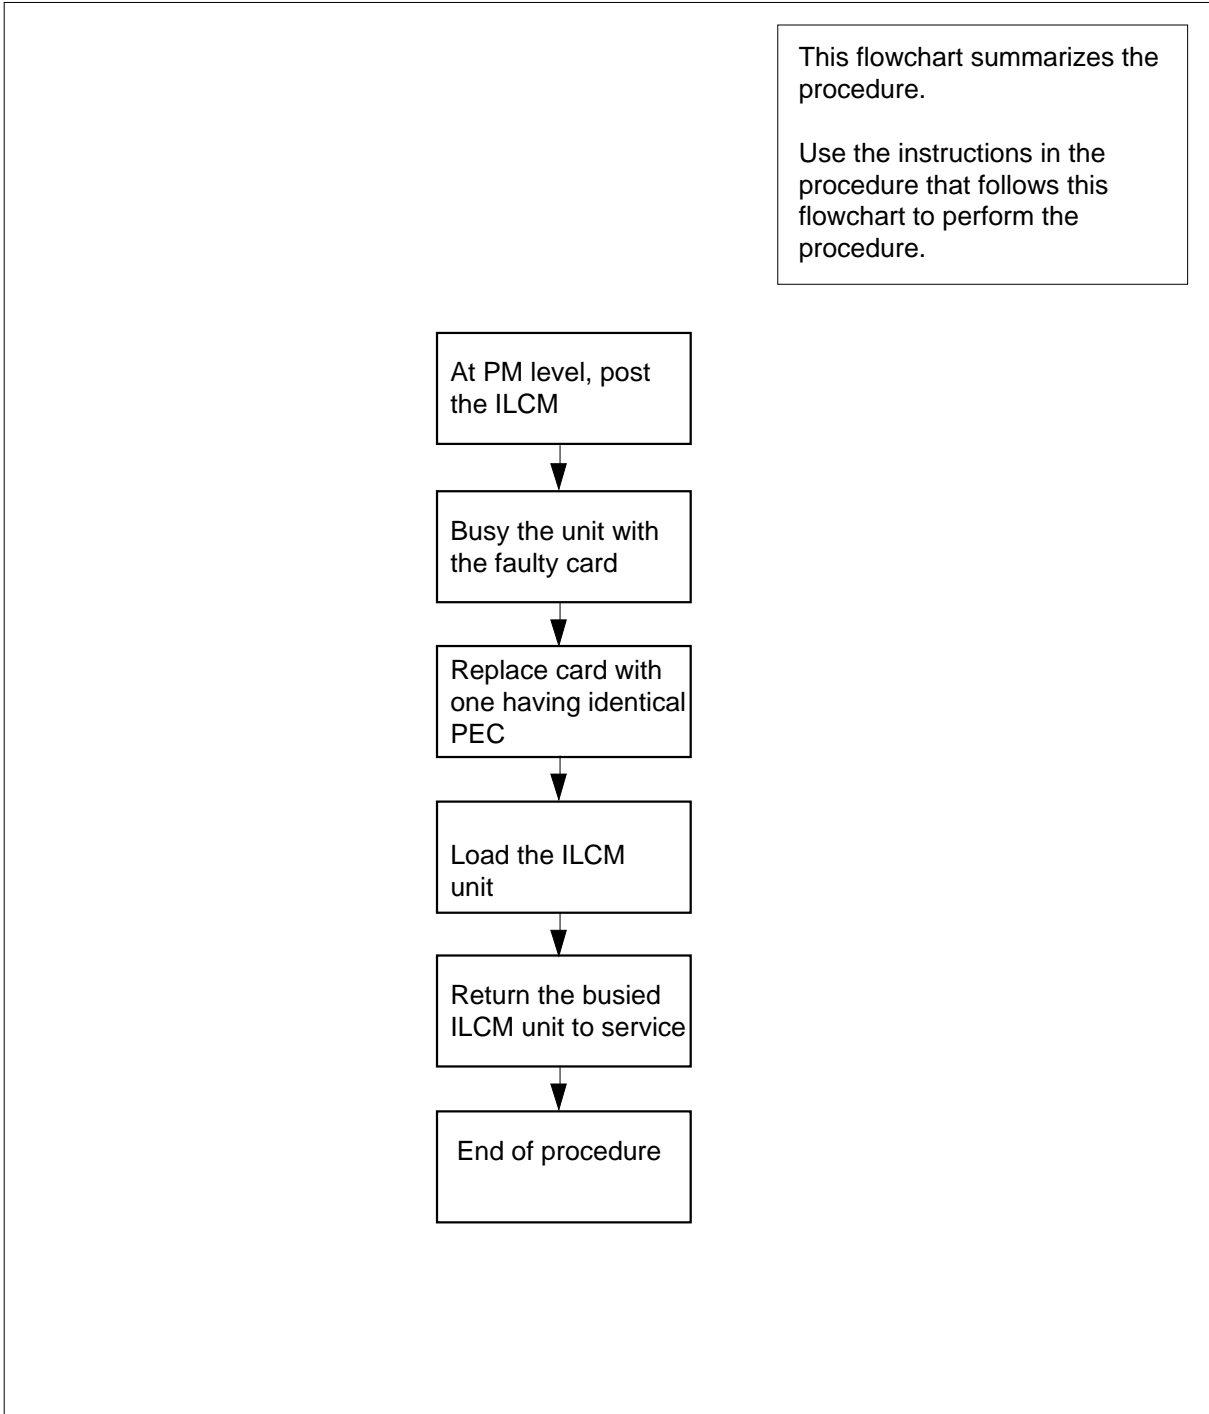 This flowchart summarizes the
procedure.
Use the instructions in the
procedure that follows this
flowchart to perform the
procedure.
At PM level, post
the ILCM
Busy the unit with
the faulty card
Replace card with
one having identical
PEC
Load the ILCM
unit
Return the busied
ILCM unit to service
End of procedure